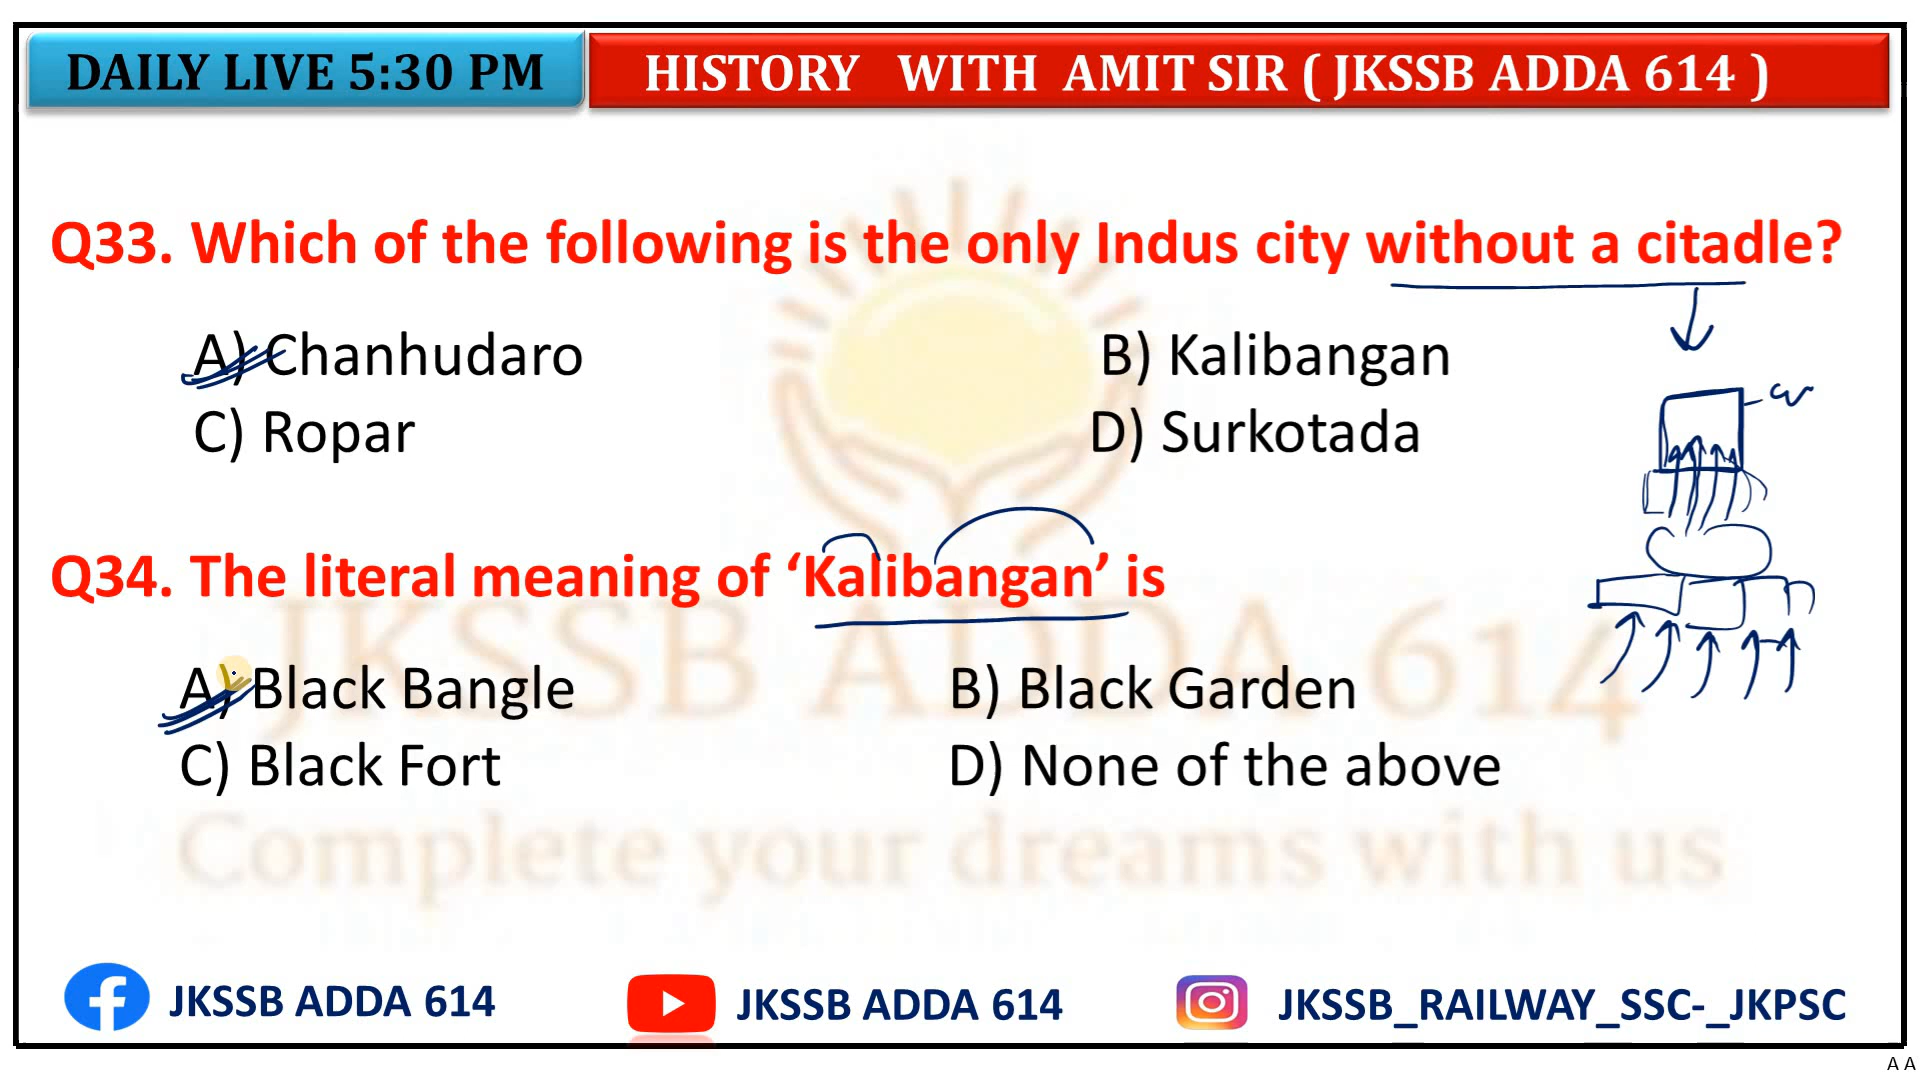 DAILY LIVE 5:30 PM
HISTORY WITH AMIT SIR ( JKSSB ADDA 614 )
Q33. Which of the following is the only Indus city without a citadle?
A) Chanhudaro B) Kalibangan
C) Ropar D) Surkotada
Q34. The literal meaning of ‘Kalibangan’ is
A) Black Bangle B) Black Garden
C) Black Fort D) None of the above
JKSSB ADDA 614
Complete your dreams with us
JKSSB ADDA 614 JKSSB ADDA 614 JKSSB_RAILWAY_SSC-_JKPSC
A A